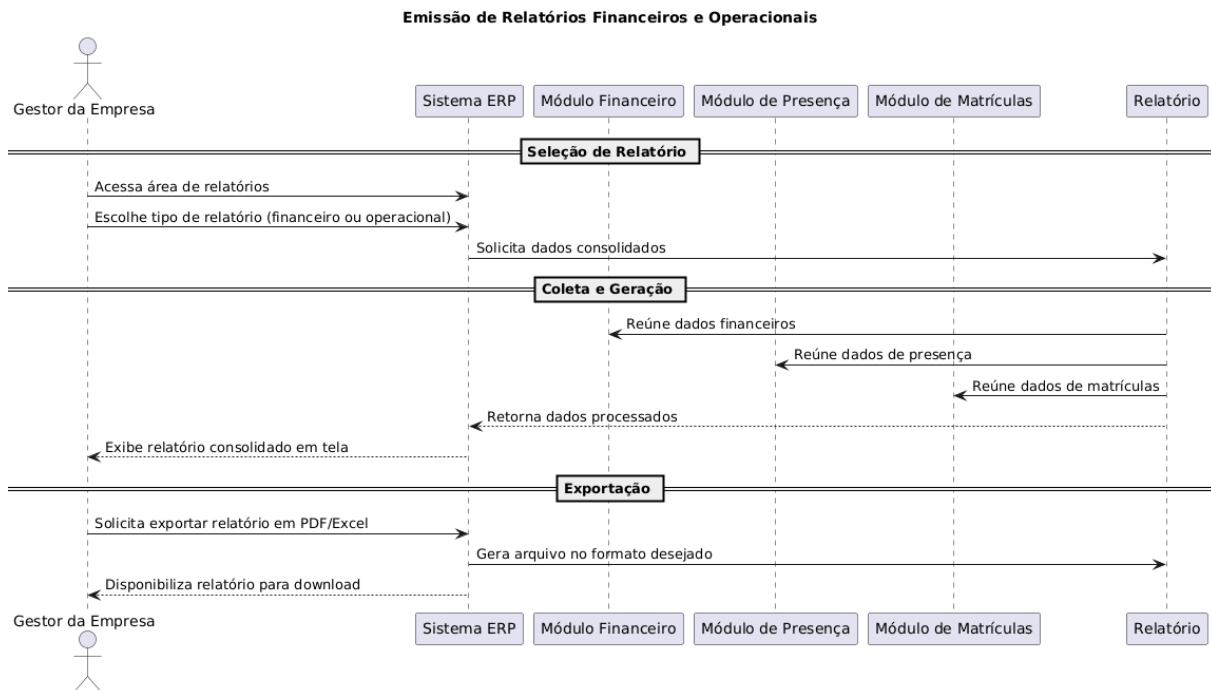 Emissão de Relatórios Financeiros e Operacionais
Gestor da Empresa
Sistema ERP
Módulo Financeiro
Módulo de Presença
Módulo de Matrículas
Relatório
Seleção de Relatório
Acessa área de relatórios
Escolhe tipo de relatório (financeiro ou operacional)
Solicita dados consolidados
Coleta e Geração
Reúne dados financeiros
Reúne dados de presença
Reúne dados de matrículas
Retorna dados processados
Exibe relatório consolidado em tela
Exportação
Solicita exportar relatório em PDF/Excel
Gera arquivo no formato desejado
Disponibiliza relatório para download
Gestor da Empresa
Sistema ERP
Módulo Financeiro
Módulo de Presença
Módulo de Matrículas
Relatório